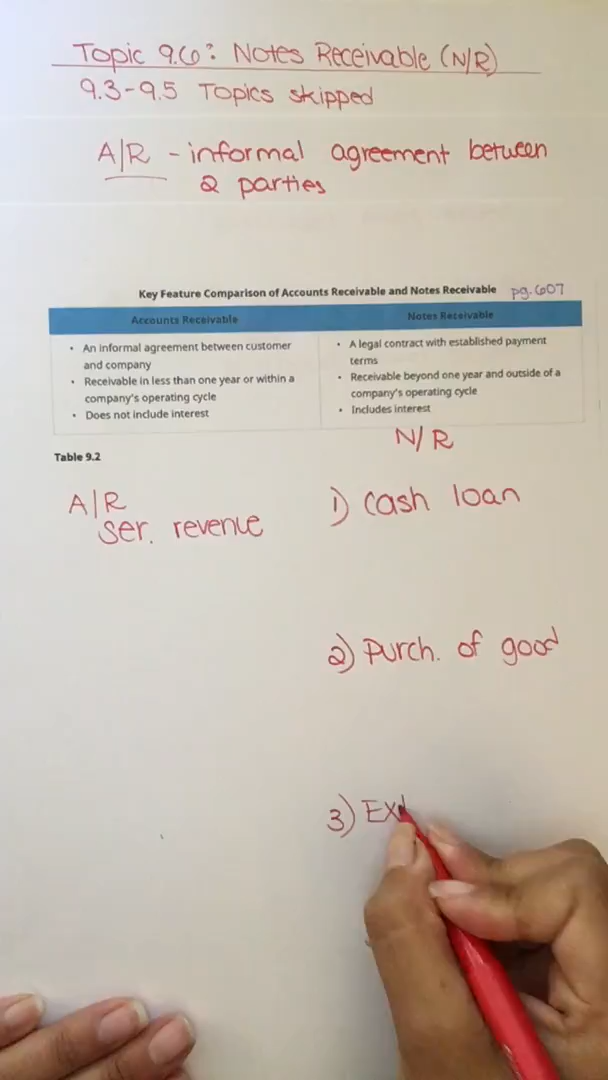 Topic 9.6: Notes Receivable (N/R)
9.3-9.5 Topics skipped
A/R - informal agreement between
2 parties
Key Feature Comparison of Accounts Receivable and Notes Receivable pg. 607
Accounts Receivable
Notes Receivable
• An informal agreement between customer
and company
• Receivable in less than one year or within a
company's operating cycle
• Does not include interest
• A legal contract with established payment
terms
• Receivable beyond one year and outside of a
company's operating cycle
• Includes interest
Table 9.2
N/R
A/R
ser. revenue
1) cash loan
2) Purch. of good
3) Ex